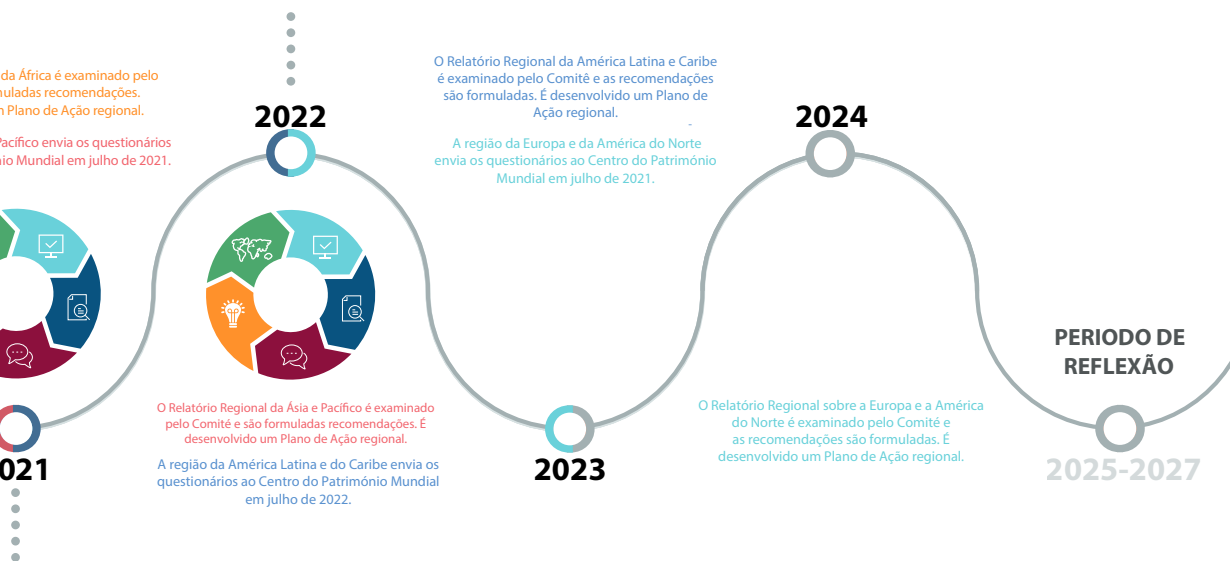 da África é examinado pelo
recomendações.
Plano de Ação regional.
Pacífico envia os questionários
Mundial em julho de 2021.
2022
O Relatório Regional da América Latina e Caribe
é examinado pelo Comitê e as recomendações
são formuladas. É desenvolvido um Plano de
Ação regional.
A região da Europa e da América do Norte
envia os questionários ao Centro do Património
Mundial em julho de 2021.
2024
PERIODO DE
REFLEXÃO
O Relatório Regional da Ásia e Pacífico é examinado
pelo Comité e são formuladas recomendações. É
desenvolvido um Plano de Ação regional.
A região da América Latina e do Caribe envia os
questionários ao Centro do Património Mundial
em julho de 2022.
O Relatório Regional sobre a Europa e a América
do Norte é examinado pelo Comité e
as recomendações são formuladas. É
desenvolvido um Plano de Ação regional.
021
2023
2025-2027